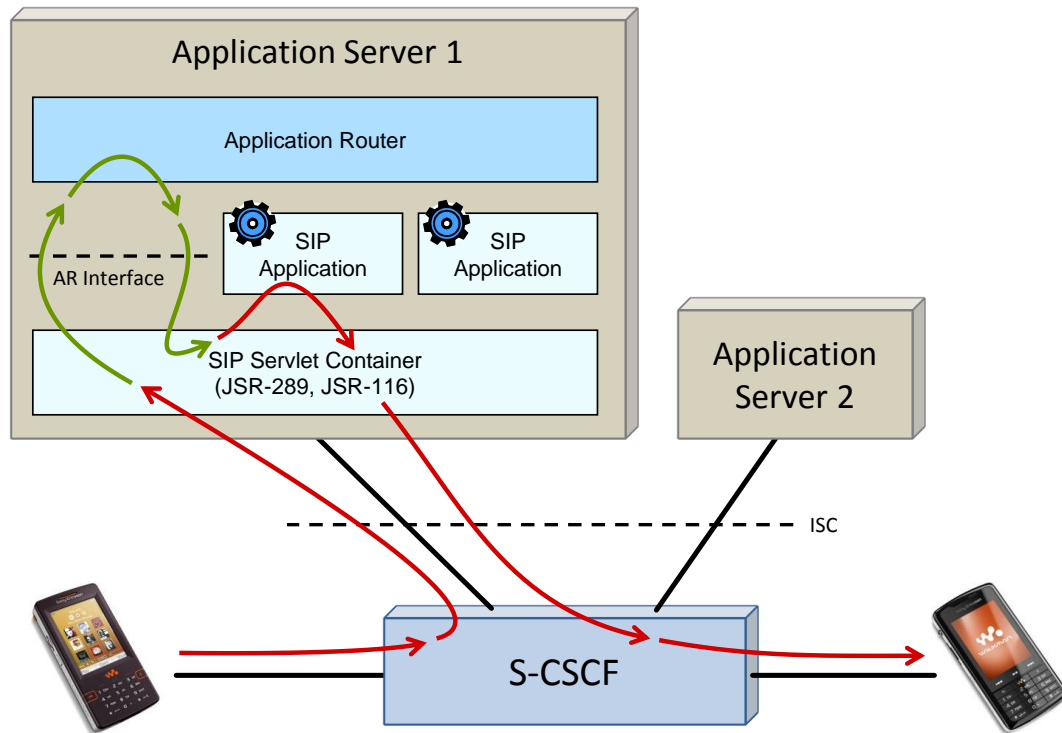 Application Server 1
Application Router
SIP
Application
SIP
Application
AR Interface
SIP Servlet Container
(JSR-289, JSR-116)
Application
Server 2
ISC
S-CSCF
WALKMAN